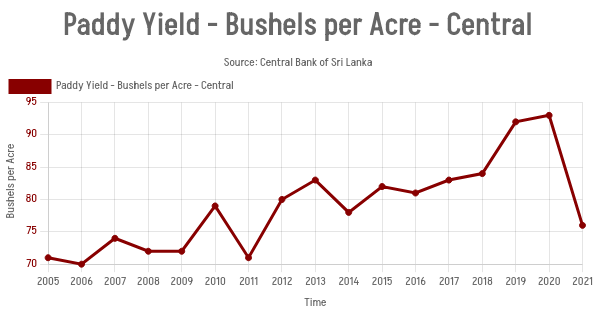 Paddy Yield - Bushels per Acre - Central
Source: Central Bank of Sri Lanka
Paddy Yield - Bushels per Acre - Central
95
90
85
80
75
70
Bushels per Acre
2005 2006 2007 2008 2009 2010 2011 2012 2013 2014 2015 2016 2017 2018 2019 2020 2021
Time